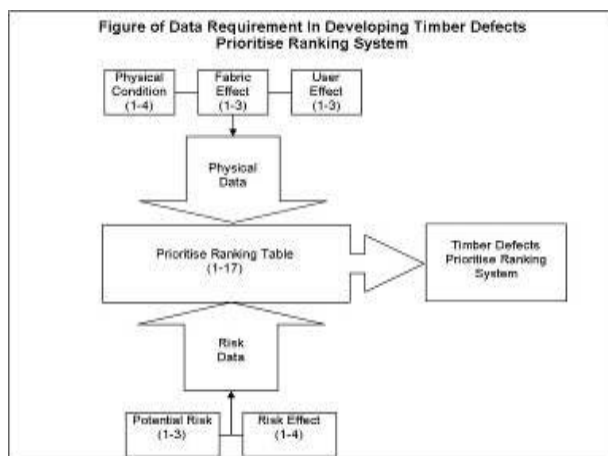 Figure of Data Requirement In Developing Timber Defects
Prioritise Ranking System
Physical
Condition
(1-4)
Fabric
Effect
(1-3)
User
Effect
(1-3)
Physical
Data
Prioritise Ranking Table
(1-17)
Timber Defects
Prioritise Ranking
System
Risk
Data
Potential Risk
(1-3)
Risk Effect
(1-4)